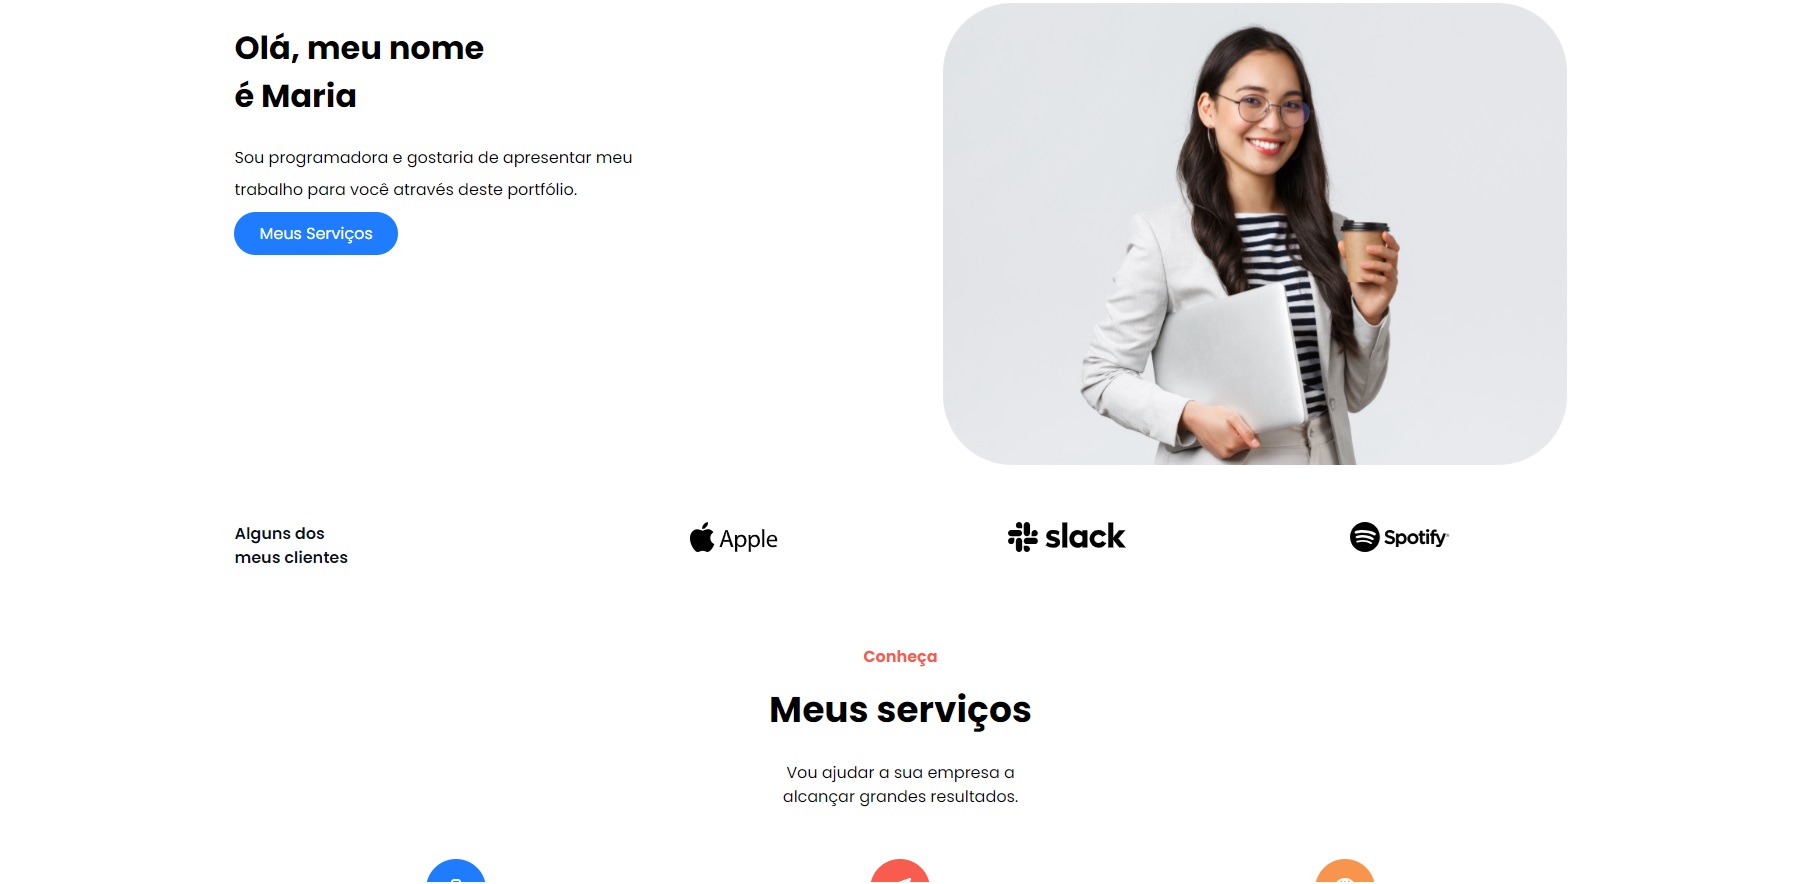 Olá, meu nome
é Maria
Sou programadora e gostaria de apresentar meu
trabalho para você através deste portfólio.
Meus Serviços
Alguns dos
meus clientes
Apple
slack
Spotify
Conheça
Meus serviços
Vou ajudar a sua empresa a
alcançar grandes resultados.